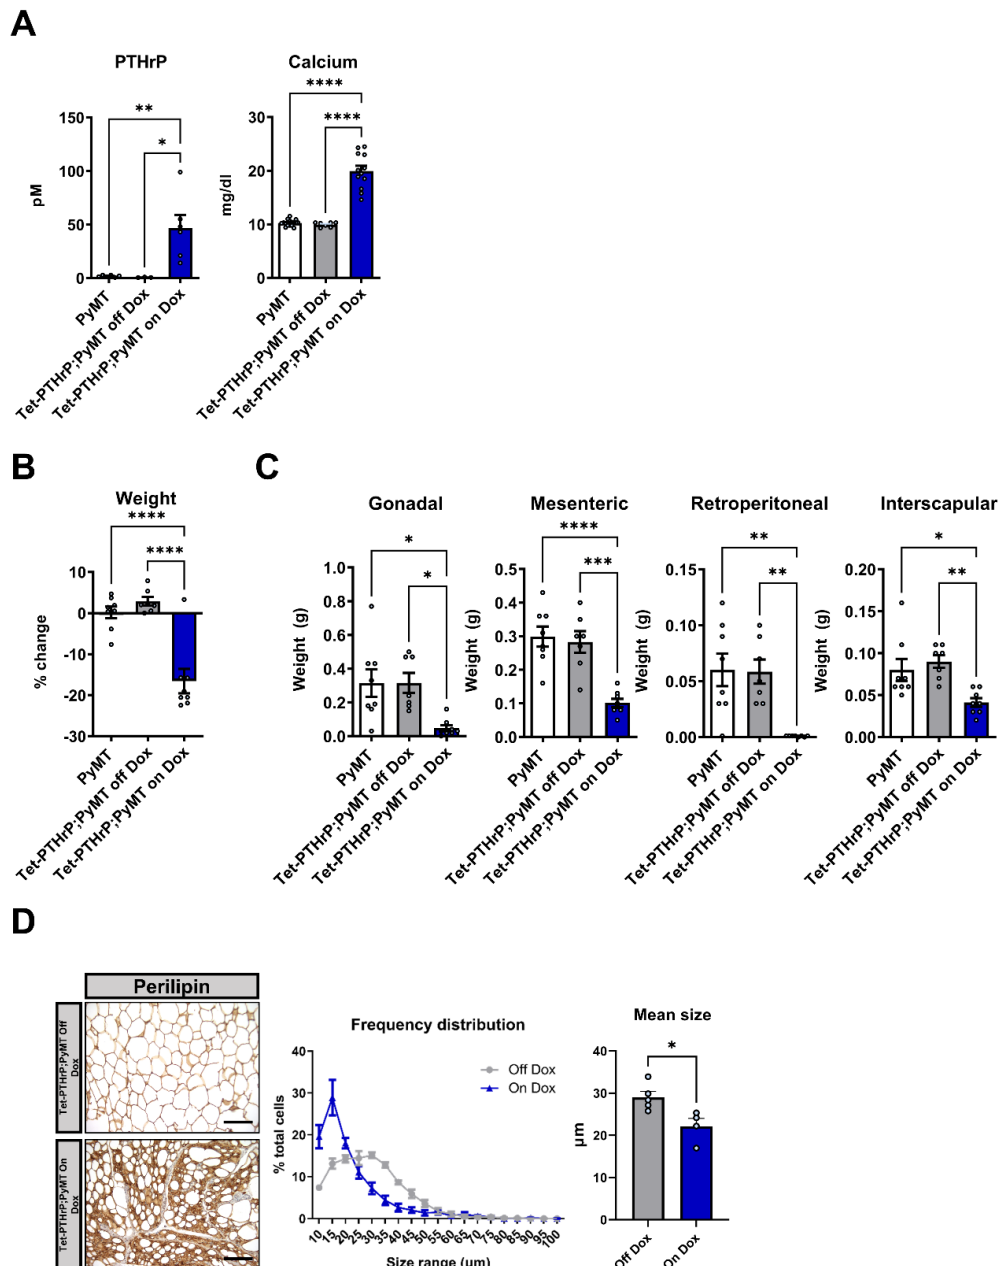 A
PTHrP
Calcium
**
*
****
****
150
100
50
0
pM
30
20
10
0
mg/dl
PyMT
Tet-PTHrP;PyMT off Dox
Tet-PTHrP;PyMT on Dox
PyMT
Tet-PTHrP;PyMT off Dox
Tet-PTHrP;PyMT on Dox
B
Weight
****
****
10
0
-10
-20
-30
% change
PyMT
Tet-PTHrP;PyMT off Dox
Tet-PTHrP;PyMT on Dox
C
Gonadal
*
*
1.0
0.8
0.6
0.4
0.2
0.0
Weight (g)
PyMT
Tet-PTHrP;PyMT off Dox
Tet-PTHrP;PyMT on Dox
Mesenteric
****
***
0.5
0.4
0.3
0.2
0.1
0.0
Weight (g)
PyMT
Tet-PTHrP;PyMT off Dox
Tet-PTHrP;PyMT on Dox
Retroperitoneal
**
**
0.15
0.10
0.05
0.00
Weight (g)
PyMT
Tet-PTHrP;PyMT off Dox
Tet-PTHrP;PyMT on Dox
Interscapular
*
**
0.20
0.15
0.10
0.05
0.00
Weight (g)
PyMT
Tet-PTHrP;PyMT off Dox
Tet-PTHrP;PyMT on Dox
D
Perilipin
Tet-PTHrP;PyMT Off
Dox
Tet-PTHrP;PyMT On
Dox
Frequency distribution
Off Dox
On Dox
40
30
20
10
0
% total cells
10 15 20 25 30 35 40 45 50 55 60 65 70 75 80 85 90 95 100
Size range (um)
Mean size
*
40
30
20
10
0
µm
Off Dox
On Dox